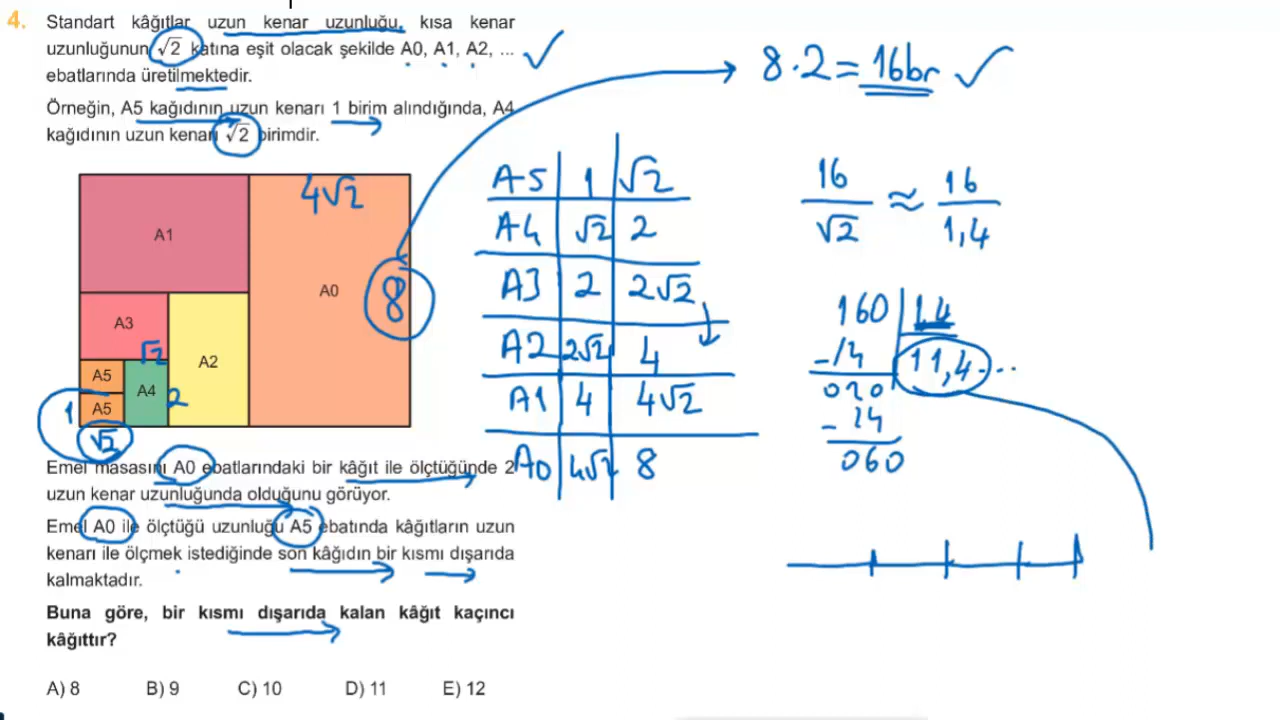 4. Standart kâğıtlar uzun kenar uzunluğu, kısa kenar
uzunluğunun √2 katına eşit olacak şekilde A0, A1, A2, ...
ebatlarında üretilmektedir.
Örneğin, A5 kağıdının uzun kenarı 1 birim alındığında, A4
kağıdının uzun kenarı √2 birimdir.
4√2
A1
A0
8
A3
√2
A2
A5
A4
2
1
A5
√2
Emel masasını A0 ebatlarındaki bir kâğıt ile ölçtüğünde 2
uzun kenar uzunluğunda olduğunu görüyor.
Emel A0 ile ölçtüğü uzunluğu A5 ebatında kâğıtların uzun
kenarı ile ölçmek istediğinde son kâğıdın bir kısmı dışarıda
kalmaktadır.
Buna göre, bir kısmı dışarıda kalan kâğıt kaçıncı
kâğıttır?
A) 8 B) 9 C) 10 D) 11 E) 12
8.2=16br
A5 1 √2
A4 √2 2
A3 2 2√2
A2 2√2 4
A1 4 4√2
A0 4√2 8
16/√2 ≈ 16/1,4
160 1,4
-14 11,4...
020
- 14
060